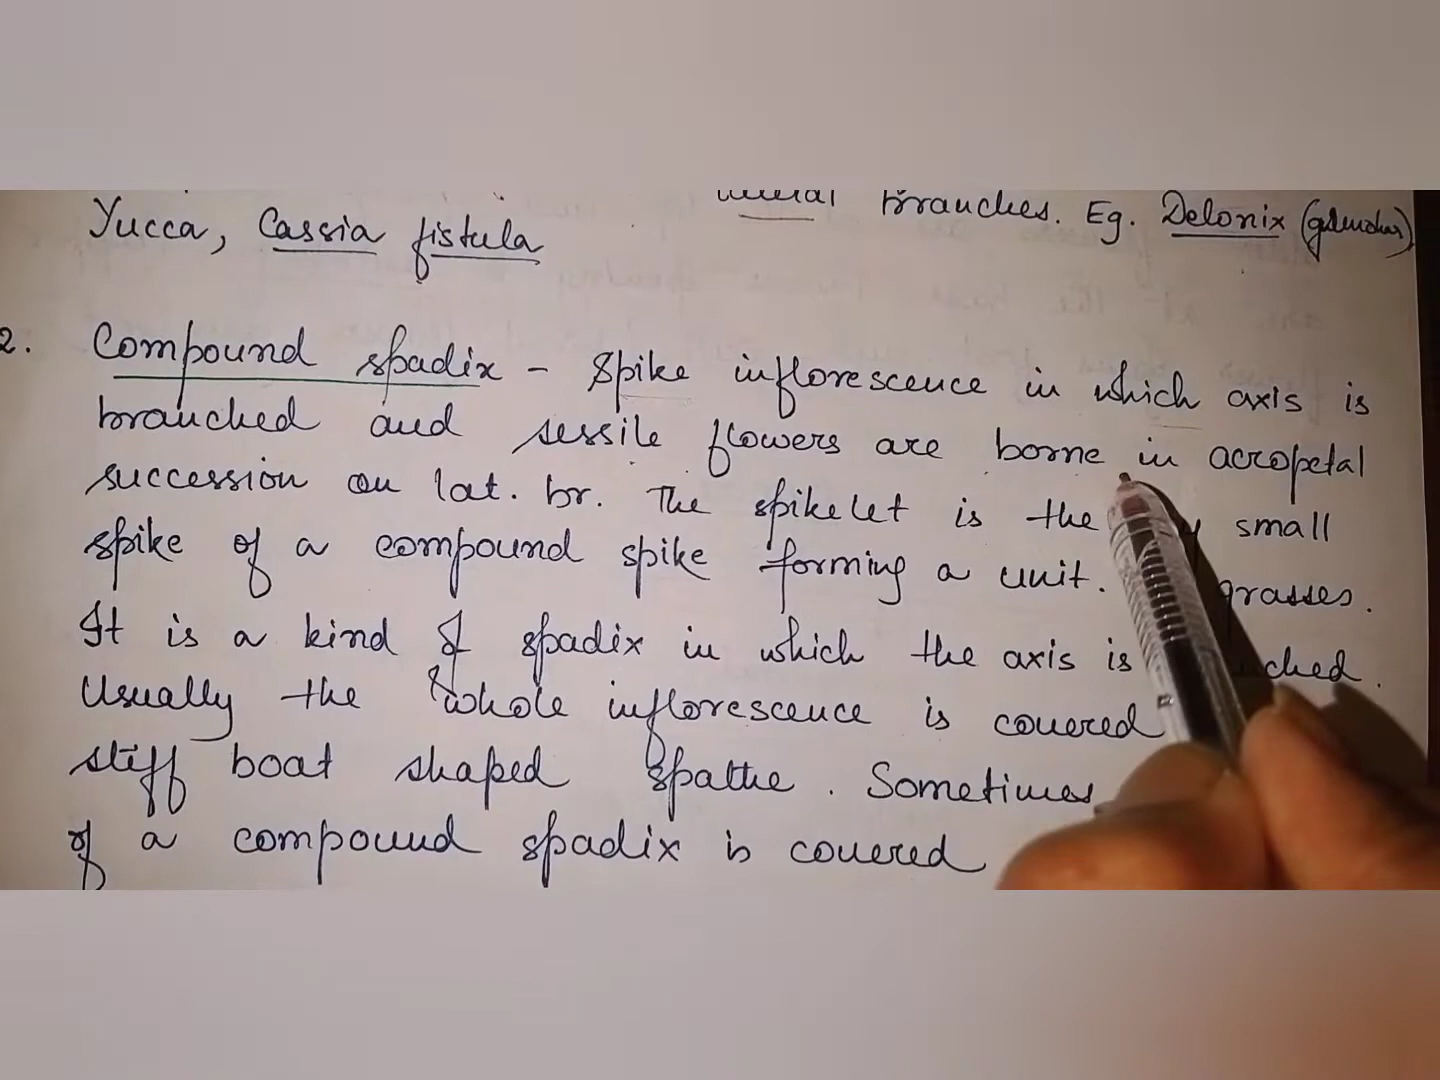 Yucca, Cassia fistula
lateral branches. Eg. Delonix (gulmohar)
2. Compound spadix - Spike inflorescence in which axis is
branched and sessile flowers are borne in acropetal
succession on lat. br. The spikelet is the small
spike of a compound spike forming a unit. grasses.
It is a kind of spadix in which the axis is
Usually the whole inflorescence is covered
stiff boat shaped spathe. Sometimes
of a compound spadix is covered